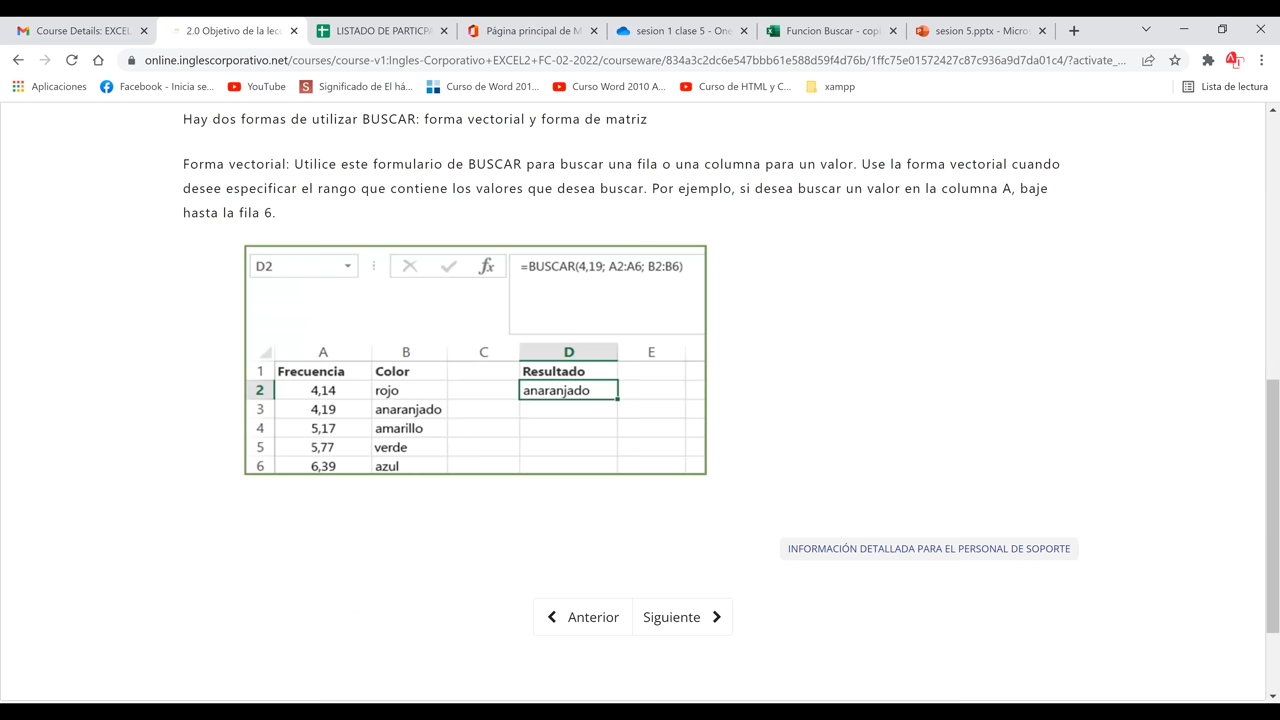 Course Details: EXCEL
2.0 Objetivo de la lecc
LISTADO DE PARTICPA
Página principal de M
sesion 1 clase 5 - One
Funcion Buscar - copi
sesion 5.pptx - Micros
online.inglescorporativo.net/courses/course-v1:Ingles-Corporativo+EXCEL2+EC-02-2022/courseware/834a3c2dc6e547bbb61e588d59f4d76b/1ffc75e01572427c87c936a9d7da01c4/?activate_...
Aplicaciones
Facebook - Inicia se...
YouTube
Significado de El há...
Curso de Word 201...
Curso Word 2010 A...
Curso de HTML y C...
xampp
Lista de lectura
Hay dos formas de utilizar BUSCAR: forma vectorial y forma de matriz
Forma vectorial: Utilice este formulario de BUSCAR para buscar una fila o una columna para un valor. Use la forma vectorial cuando
desee especificar el rango que contiene los valores que desea buscar. Por ejemplo, si desea buscar un valor en la columna A, baje
hasta la fila 6.
D2 fx =BUSCAR(4,19; A2:A6; B2:B6)
A B C D E
1 Frecuencia Color Resultado
2 4,14 rojo anaranjado
3 4,19 anaranjado
4 5,17 amarillo
5 5,77 verde
6 6,39 azul
INFORMACIÓN DETALLADA PARA EL PERSONAL DE SOPORTE
Anterior Siguiente